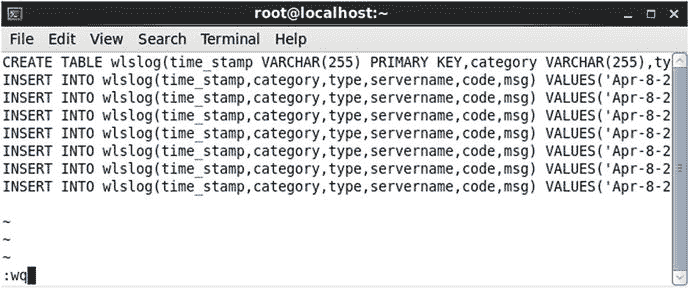 root@localhost:~
File Edit View Search Terminal Help
CREATE TABLE wlslog(time_stamp VARCHAR(255) PRIMARY KEY,category VARCHAR(255),ty
INSERT INTO wlslog(time_stamp,category,type,servername,code,msg) VALUES('Apr-8-2
INSERT INTO wlslog(time_stamp,category,type,servername,code,msg) VALUES('Apr-8-2
INSERT INTO wlslog(time_stamp,category,type,servername,code,msg) VALUES('Apr-8-2
INSERT INTO wlslog(time_stamp,category,type,servername,code,msg) VALUES('Apr-8-2
INSERT INTO wlslog(time_stamp,category,type,servername,code,msg) VALUES('Apr-8-2
INSERT INTO wlslog(time_stamp,category,type,servername,code,msg) VALUES('Apr-8-2
INSERT INTO wlslog(time_stamp,category,type,servername,code,msg) VALUES('Apr-8-2
~
~
~
:wq